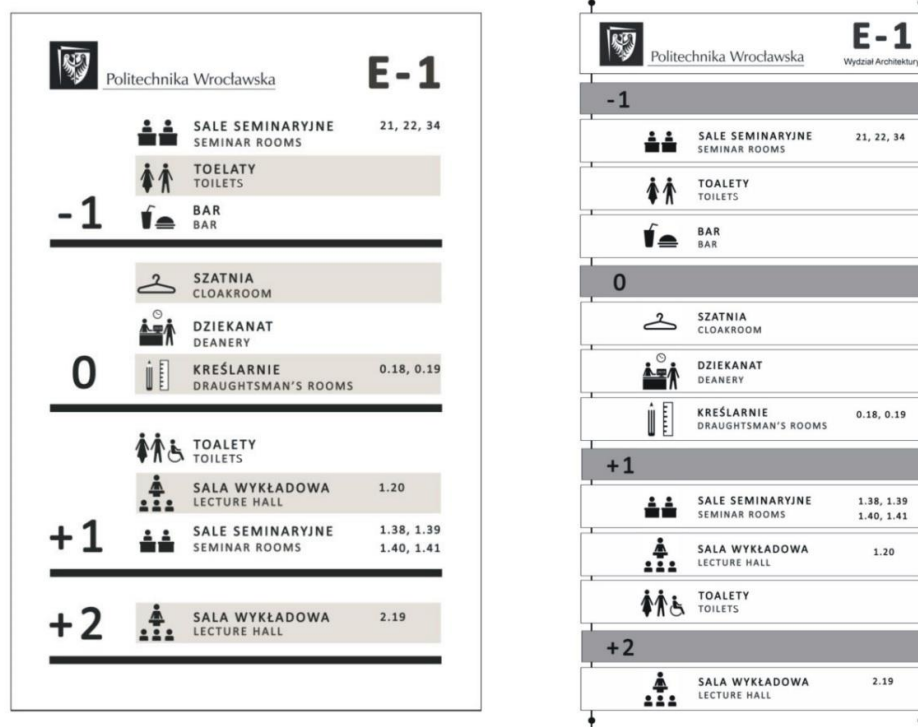 Politechnika Wrocławska
E-1
SALE SEMINARYJNE 21, 22, 34
SEMINAR ROOMS
TOELATY
TOILETS
-1
BAR
BAR
SZATNIA
CLOAKROOM
DZIEKANAT
DEANERY
0
KREŚLARNIE 0.18, 0.19
DRAUGHTSMAN'S ROOMS
TOALETY
TOILETS
SALA WYKŁADOWA 1.20
LECTURE HALL
+1
SALE SEMINARYJNE 1.38, 1.39
SEMINAR ROOMS 1.40, 1.41
+2
SALA WYKŁADOWA 2.19
LECTURE HALL
Politechnika Wrocławska
E-1
Wydział Architektury
-1
SALE SEMINARYJNE 21, 22, 34
SEMINAR ROOMS
TOALETY
TOILETS
BAR
BAR
0
SZATNIA
CLOAKROOM
DZIEKANAT
DEANERY
KREŚLARNIE 0.18, 0.19
DRAUGHTSMAN'S ROOMS
+1
SALE SEMINARYJNE 1.38, 1.39
SEMINAR ROOMS 1.40, 1.41
SALA WYKŁADOWA 1.20
LECTURE HALL
TOALETY
TOILETS
+2
SALA WYKŁADOWA 2.19
LECTURE HALL